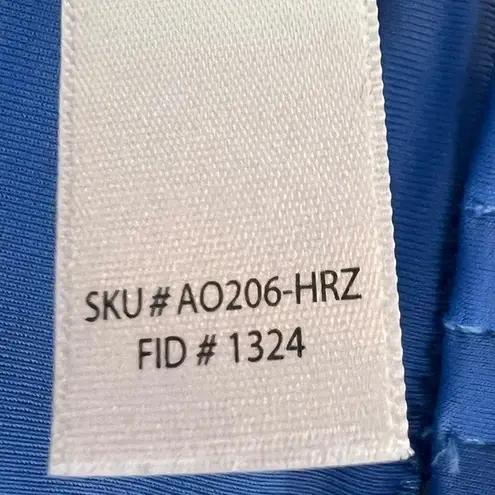 SKU # AO206-HRZ
FID # 1324